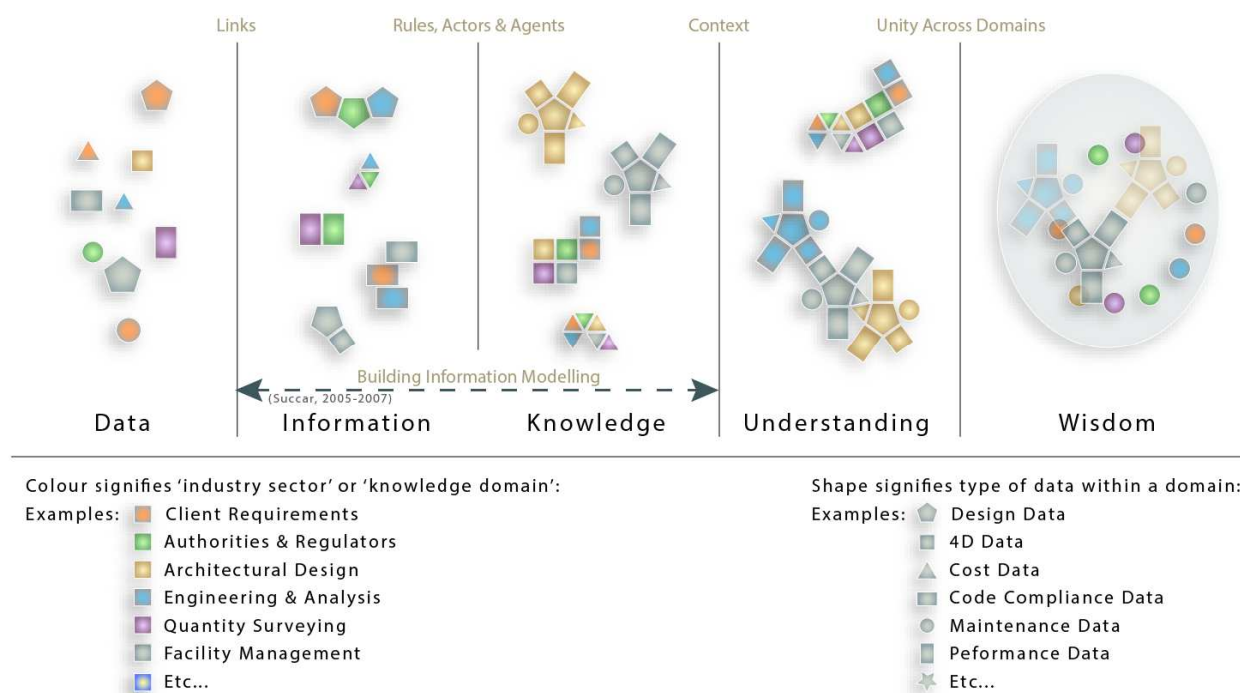 Links
Rules, Actors & Agents
Context
Unity Across Domains
Building Information Modelling
(Succar, 2005-2007)
Data
Information
Knowledge
Understanding
Wisdom
Colour signifies 'industry sector' or 'knowledge domain':
Examples:
Client Requirements
Authorities & Regulators
Architectural Design
Engineering & Analysis
Quantity Surveying
Facility Management
Etc...
Shape signifies type of data within a domain:
Examples:
Design Data
4D Data
Cost Data
Code Compliance Data
Maintenance Data
Peformance Data
Etc...